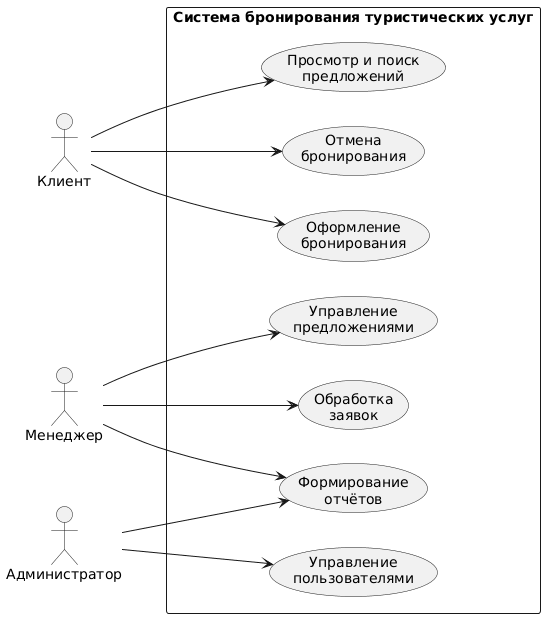 Система бронирования туристических услуг
Просмотр и поиск
предложений
Клиент
Отмена
бронирования
Оформление
бронирования
Управление
предложениями
Менеджер
Обработка
заявок
Формирование
отчётов
Администратор
Управление
пользователями